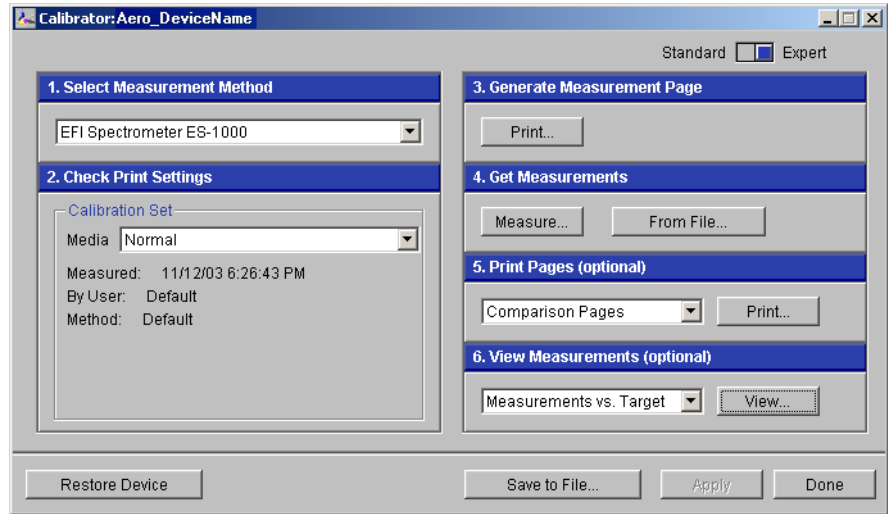 Calibrator:Aero_DeviceName
Standard Expert
1. Select Measurement Method
EFI Spectrometer ES-1000
2. Check Print Settings
Calibration Set
Media Normal
Measured: 11/12/03 6:26:43 PM
By User: Default
Method: Default
3. Generate Measurement Page
Print...
4. Get Measurements
Measure... From File...
5. Print Pages (optional)
Comparison Pages Print...
6. View Measurements (optional)
Measurements vs. Target View...
Restore Device Save to File... Apply Done